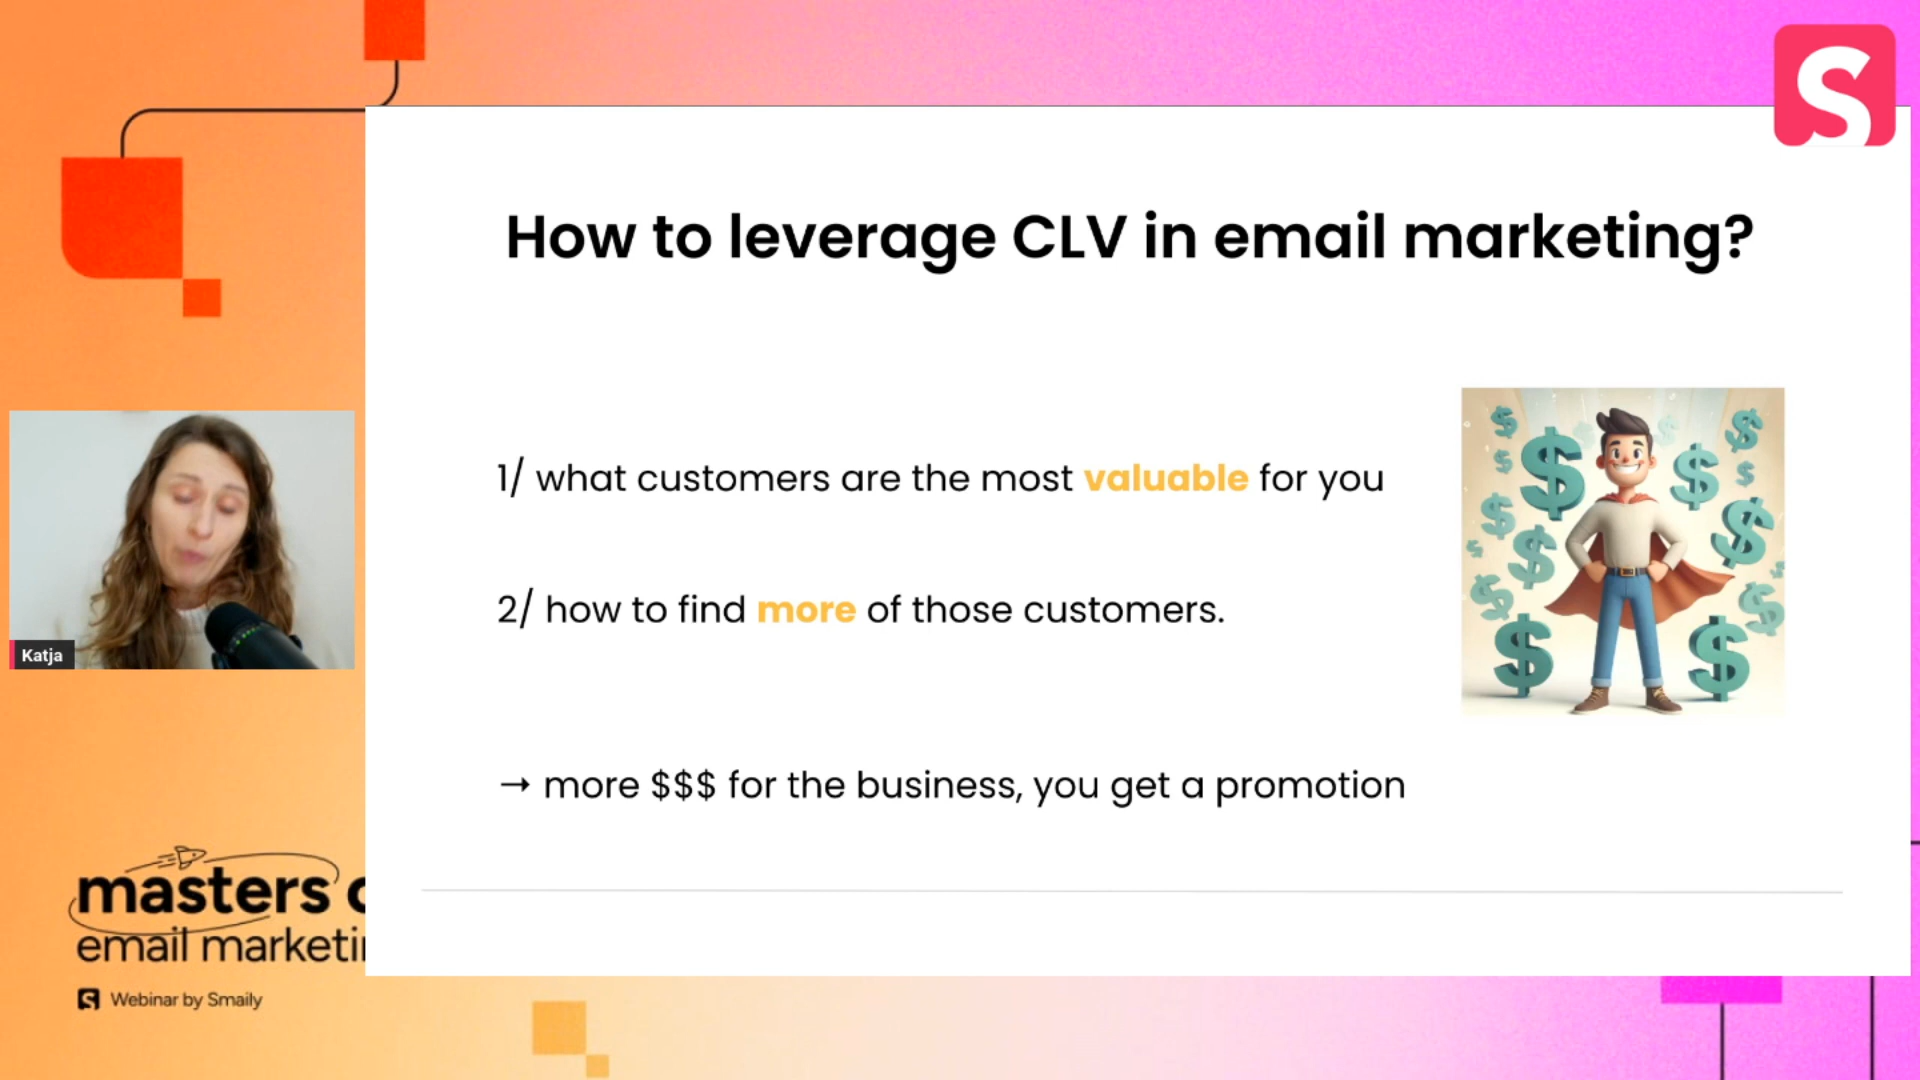 How to leverage CLV in email marketing?
1/ what customers are the most valuable for you
2/ how to find more of those customers.
→ more $$$ for the business, you get a promotion
Katja
masters
email marketin
Webinar by Smaily